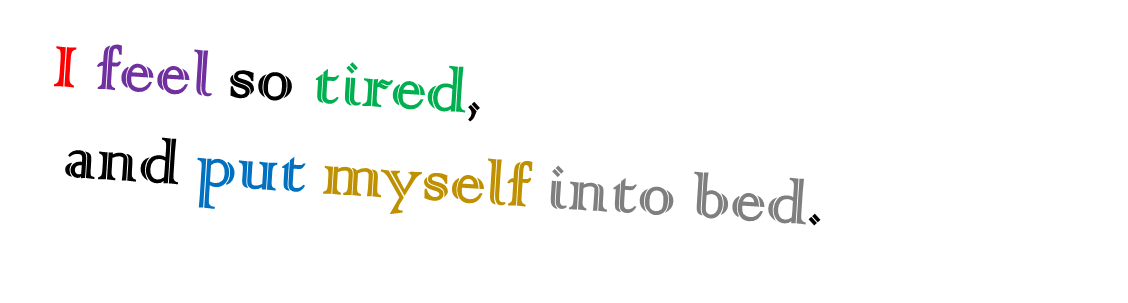 I feel so tired,
and put myself into bed.